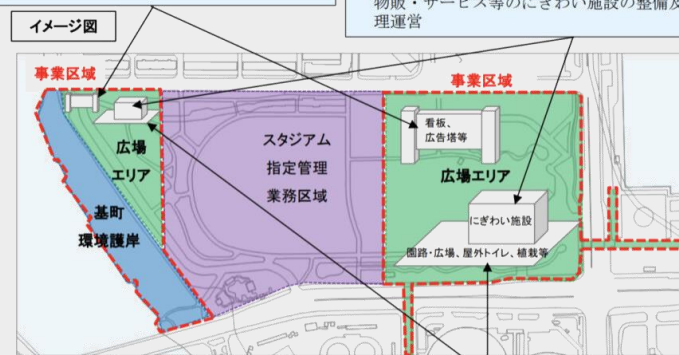 物販・サービス等のにぎわい施設の整備及
理運営
イメージ図
事業区域
事業区域
看板、
広告塔等
広場
エリア
スタジアム
指定管理
業務区域
広場エリア
基町
環境護岸
にぎわい施設
園路・広場、屋外トイレ、植栽等